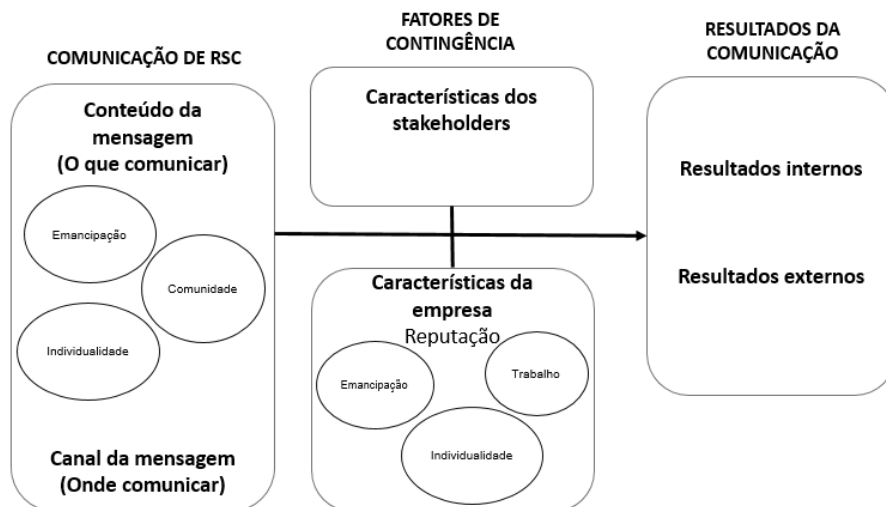 COMUNICAÇÃO DE RSC
Conteúdo da
mensagem
(O que comunicar)
Emancipação
Comunidade
Individualidade
Canal da mensagem
(Onde comunicar)
FATORES DE
CONTINGÊNCIA
Características dos
stakeholders
Características da
empresa
Reputação
Emancipação
Trabalho
Individualidade
RESULTADOS DA
COMUNICAÇÃO
Resultados internos
Resultados externos